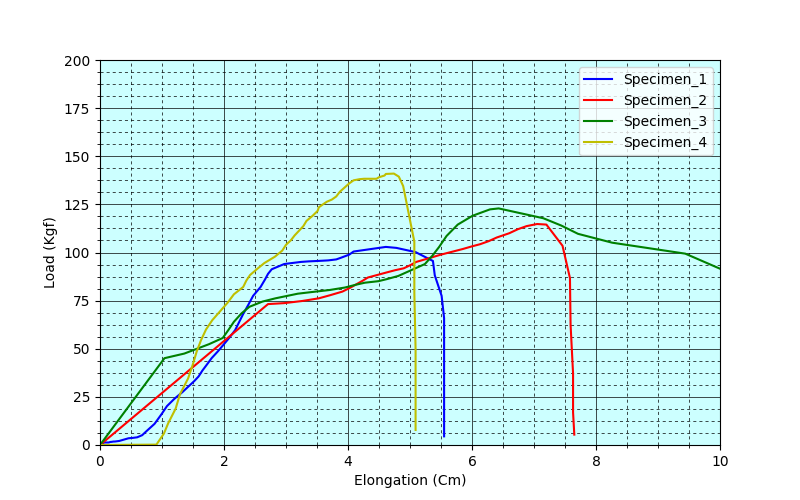 200
175
150
125
100
75
50
25
0
Load (Kgf)
Specimen_1
Specimen_2
Specimen_3
Specimen_4
0 2 4 6 8 10
Elongation (Cm)